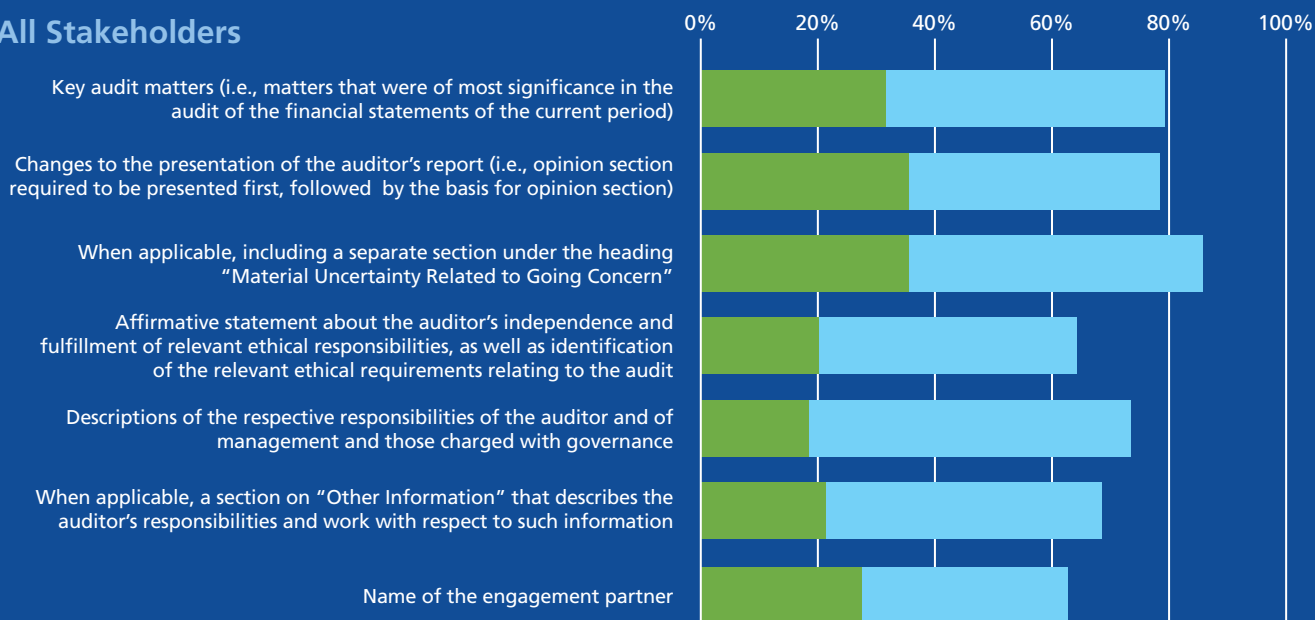 All Stakeholders
0% 20% 40% 60% 80% 100%
Key audit matters (i.e., matters that were of most significance in the
audit of the financial statements of the current period)
Changes to the presentation of the auditor’s report (i.e., opinion section
required to be presented first, followed by the basis for opinion section)
When applicable, including a separate section under the heading
“Material Uncertainty Related to Going Concern”
Affirmative statement about the auditor’s independence and
fulfillment of relevant ethical responsibilities, as well as identification
of the relevant ethical requirements relating to the audit
Descriptions of the respective responsibilities of the auditor and of
management and those charged with governance
When applicable, a section on “Other Information” that describes the
auditor’s responsibilities and work with respect to such information
Name of the engagement partner